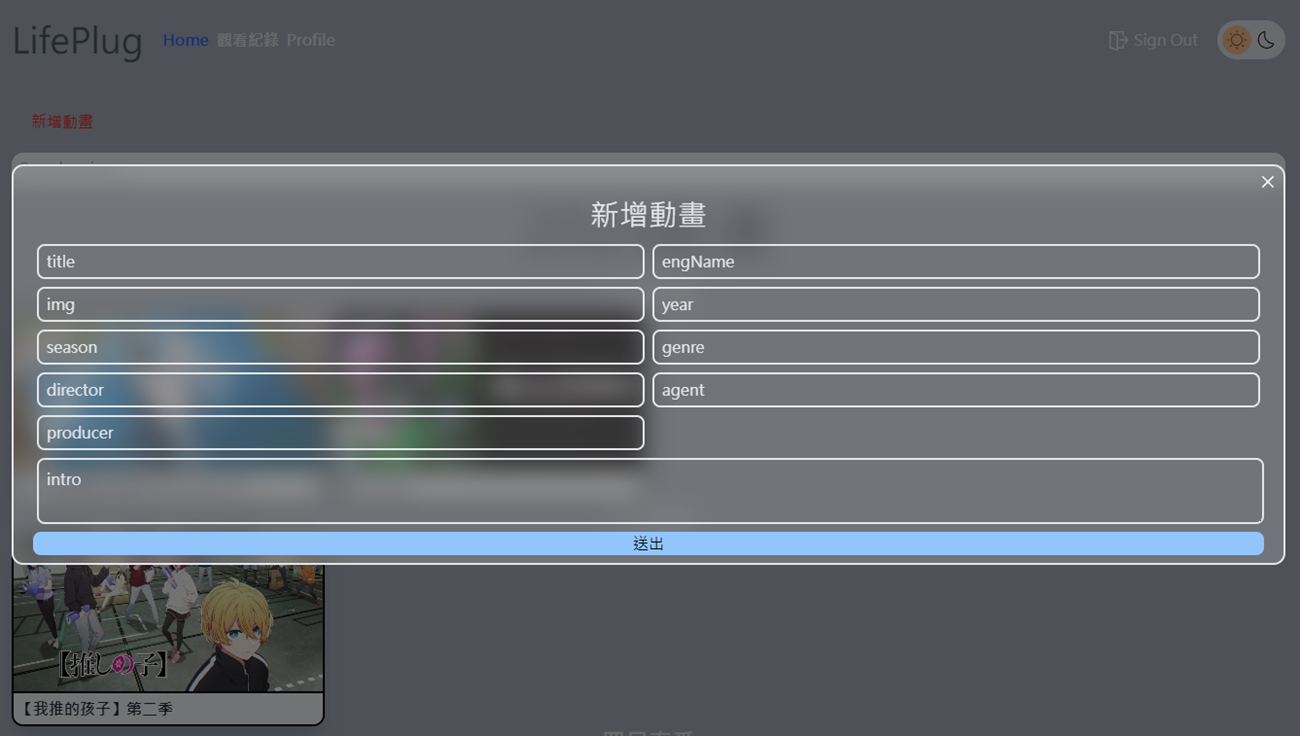 LifePlug Home 觀看記錄 Profile Sign Out
新增動畫
新增動畫
title engName
img year
season genre
director agent
producer
intro
送出
【推しの子】
【我推的孩子】第二季